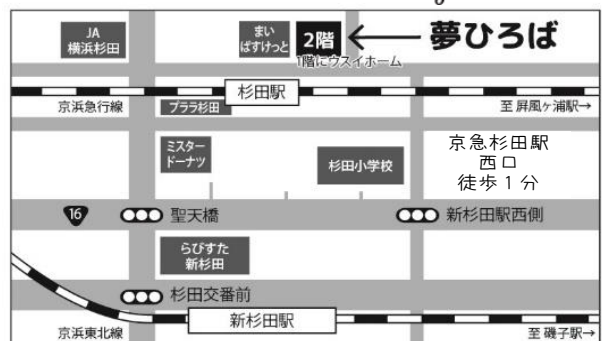 JA
横浜杉田
まい
ばすけっと
2階
夢ひろば
1階にウスイホーム
杉田駅
京浜急行線
プララ杉田
至 屏風ヶ浦駅→
ミスター
ドーナツ
杉田小学校
京急杉田駅
西口
徒歩1分
16
聖天橋
新杉田駅西側
らびすた
新杉田
杉田交番前
新杉田駅
京浜東北線
至 磯子駅→